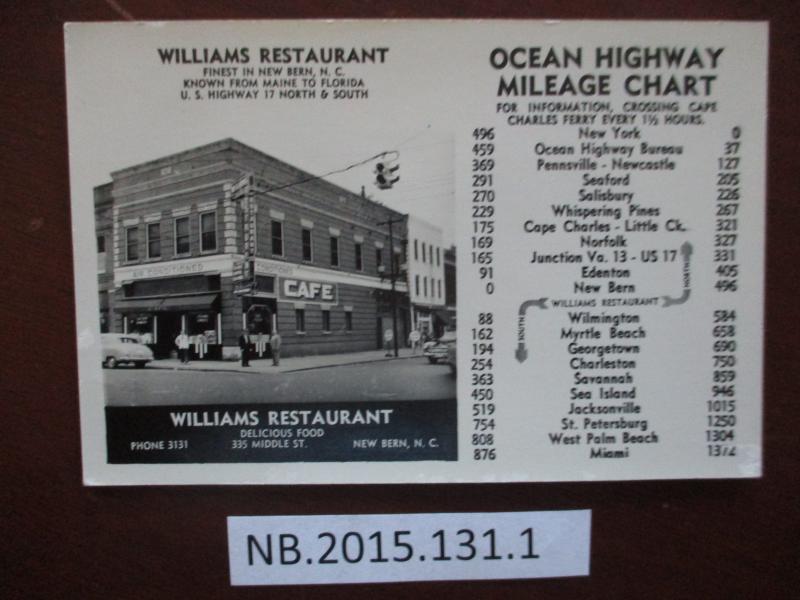 WILLIAMS RESTAURANT
FINEST IN NEW BERN, N. C.
KNOWN FROM MAINE TO FLORIDA
U. S. HIGHWAY 17 NORTH & SOUTH
AIR CONDITIONED
CAFE
WILLIAMS RESTAURANT
DELICIOUS FOOD
PHONE 3131 335 MIDDLE ST. NEW BERN, N. C.
OCEAN HIGHWAY
MILEAGE CHART
FOR INFORMATION, CROSSING CAPE
CHARLES FERRY EVERY 1½ HOURS.
496 New York 0
459 Ocean Highway Bureau 37
369 Pennsville - Newcastle 127
291 Seaford 205
270 Salisbury 226
229 Whispering Pines 267
175 Cape Charles - Little Ck. 321
169 Norfolk 327
165 Junction Va. 13 - US 17 331
91 Edenton 405
0 New Bern 496
NORTH
WILLIAMS RESTAURANT
SOUTH
88 Wilmington 584
162 Myrtle Beach 658
194 Georgetown 690
254 Charleston 750
363 Savannah 859
450 Sea Island 946
519 Jacksonville 1015
754 St. Petersburg 1250
808 West Palm Beach 1304
876 Miami 1372
NB.2015.131.1